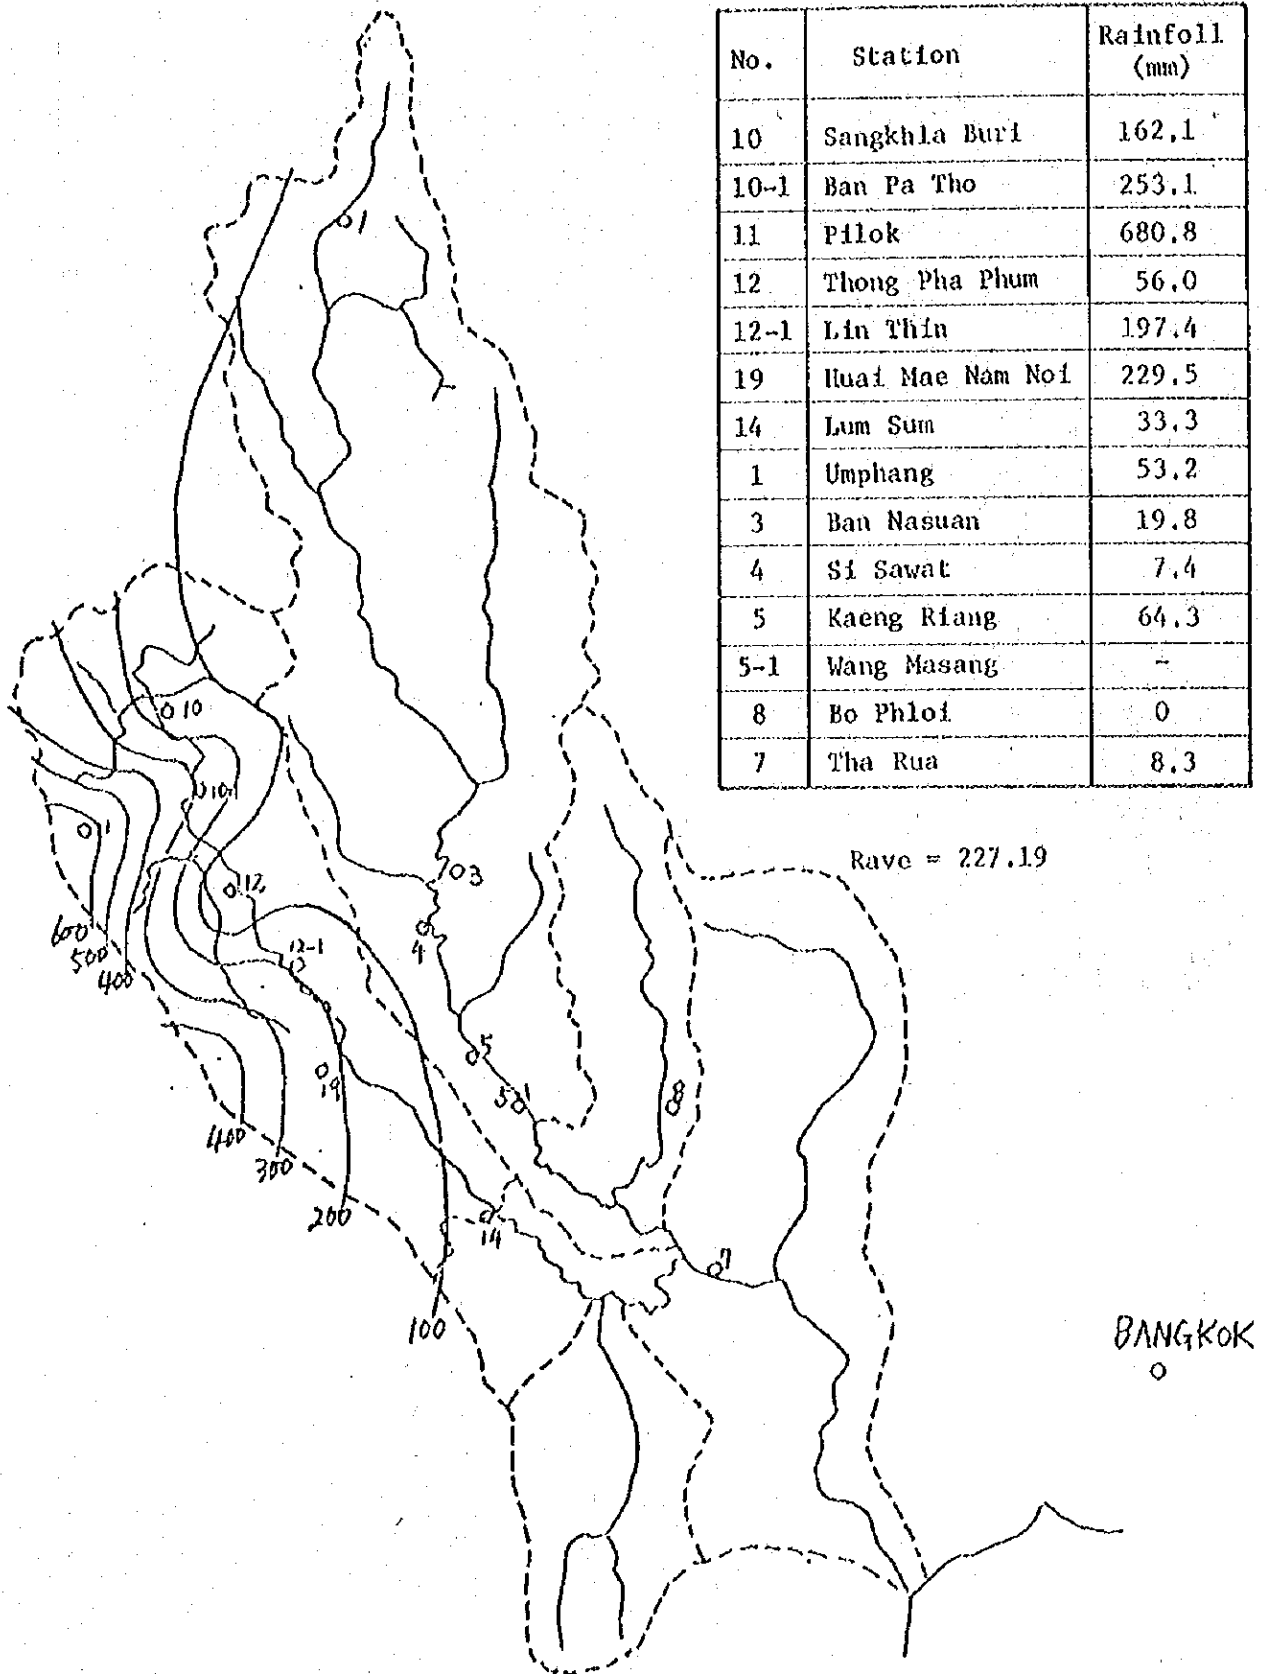 No. Station Rainfoll (mm)
10 Sangkhla Buri 162.1
10-1 Ban Pa Tho 253.1
11 Pilok 680.8
12 Thong Pha Phum 56.0
12-1 Lin Thin 197.4
19 Huai Mae Nam Noi 229.5
14 Lum Sum 33.3
1 Umphang 53.2
3 Ban Nasuan 19.8
4 Si Sawat 7.4
5 Kaeng Riang 64.3
5-1 Wang Masang -
8 Bo Phloi 0
7 Tha Rua 8.3
Rave = 227.19
1
10
10
12
3
4
12-1
13
600
500
400
5
8
19
400
300
200
14
7
100
BANGKOK